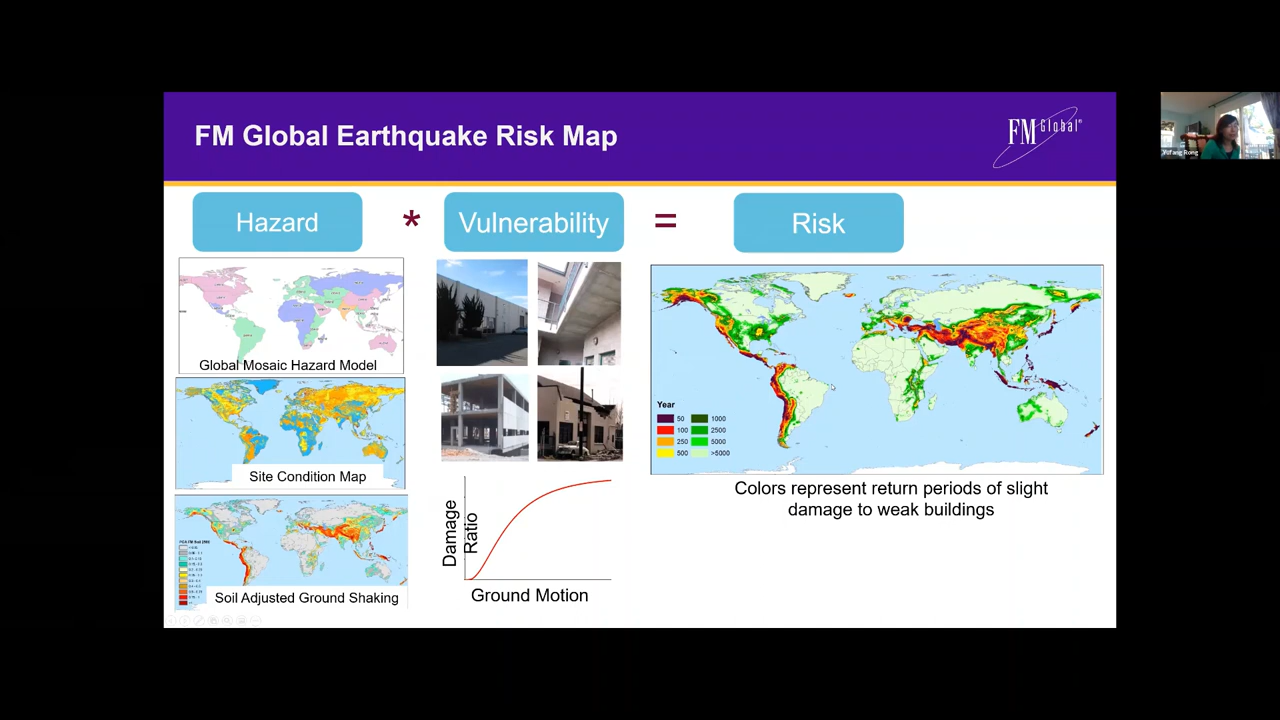 FM Global Earthquake Risk Map
FM Global®
Hazard
*
Vulnerability
=
Risk
Global Mosaic Hazard Model
Site Condition Map
Soil Adjusted Ground Shaking
Damage
Ratio
Ground Motion
Year
50
100
250
500
1000
2500
5000
>5000
Colors represent return periods of slight
damage to weak buildings
Yufang Rong